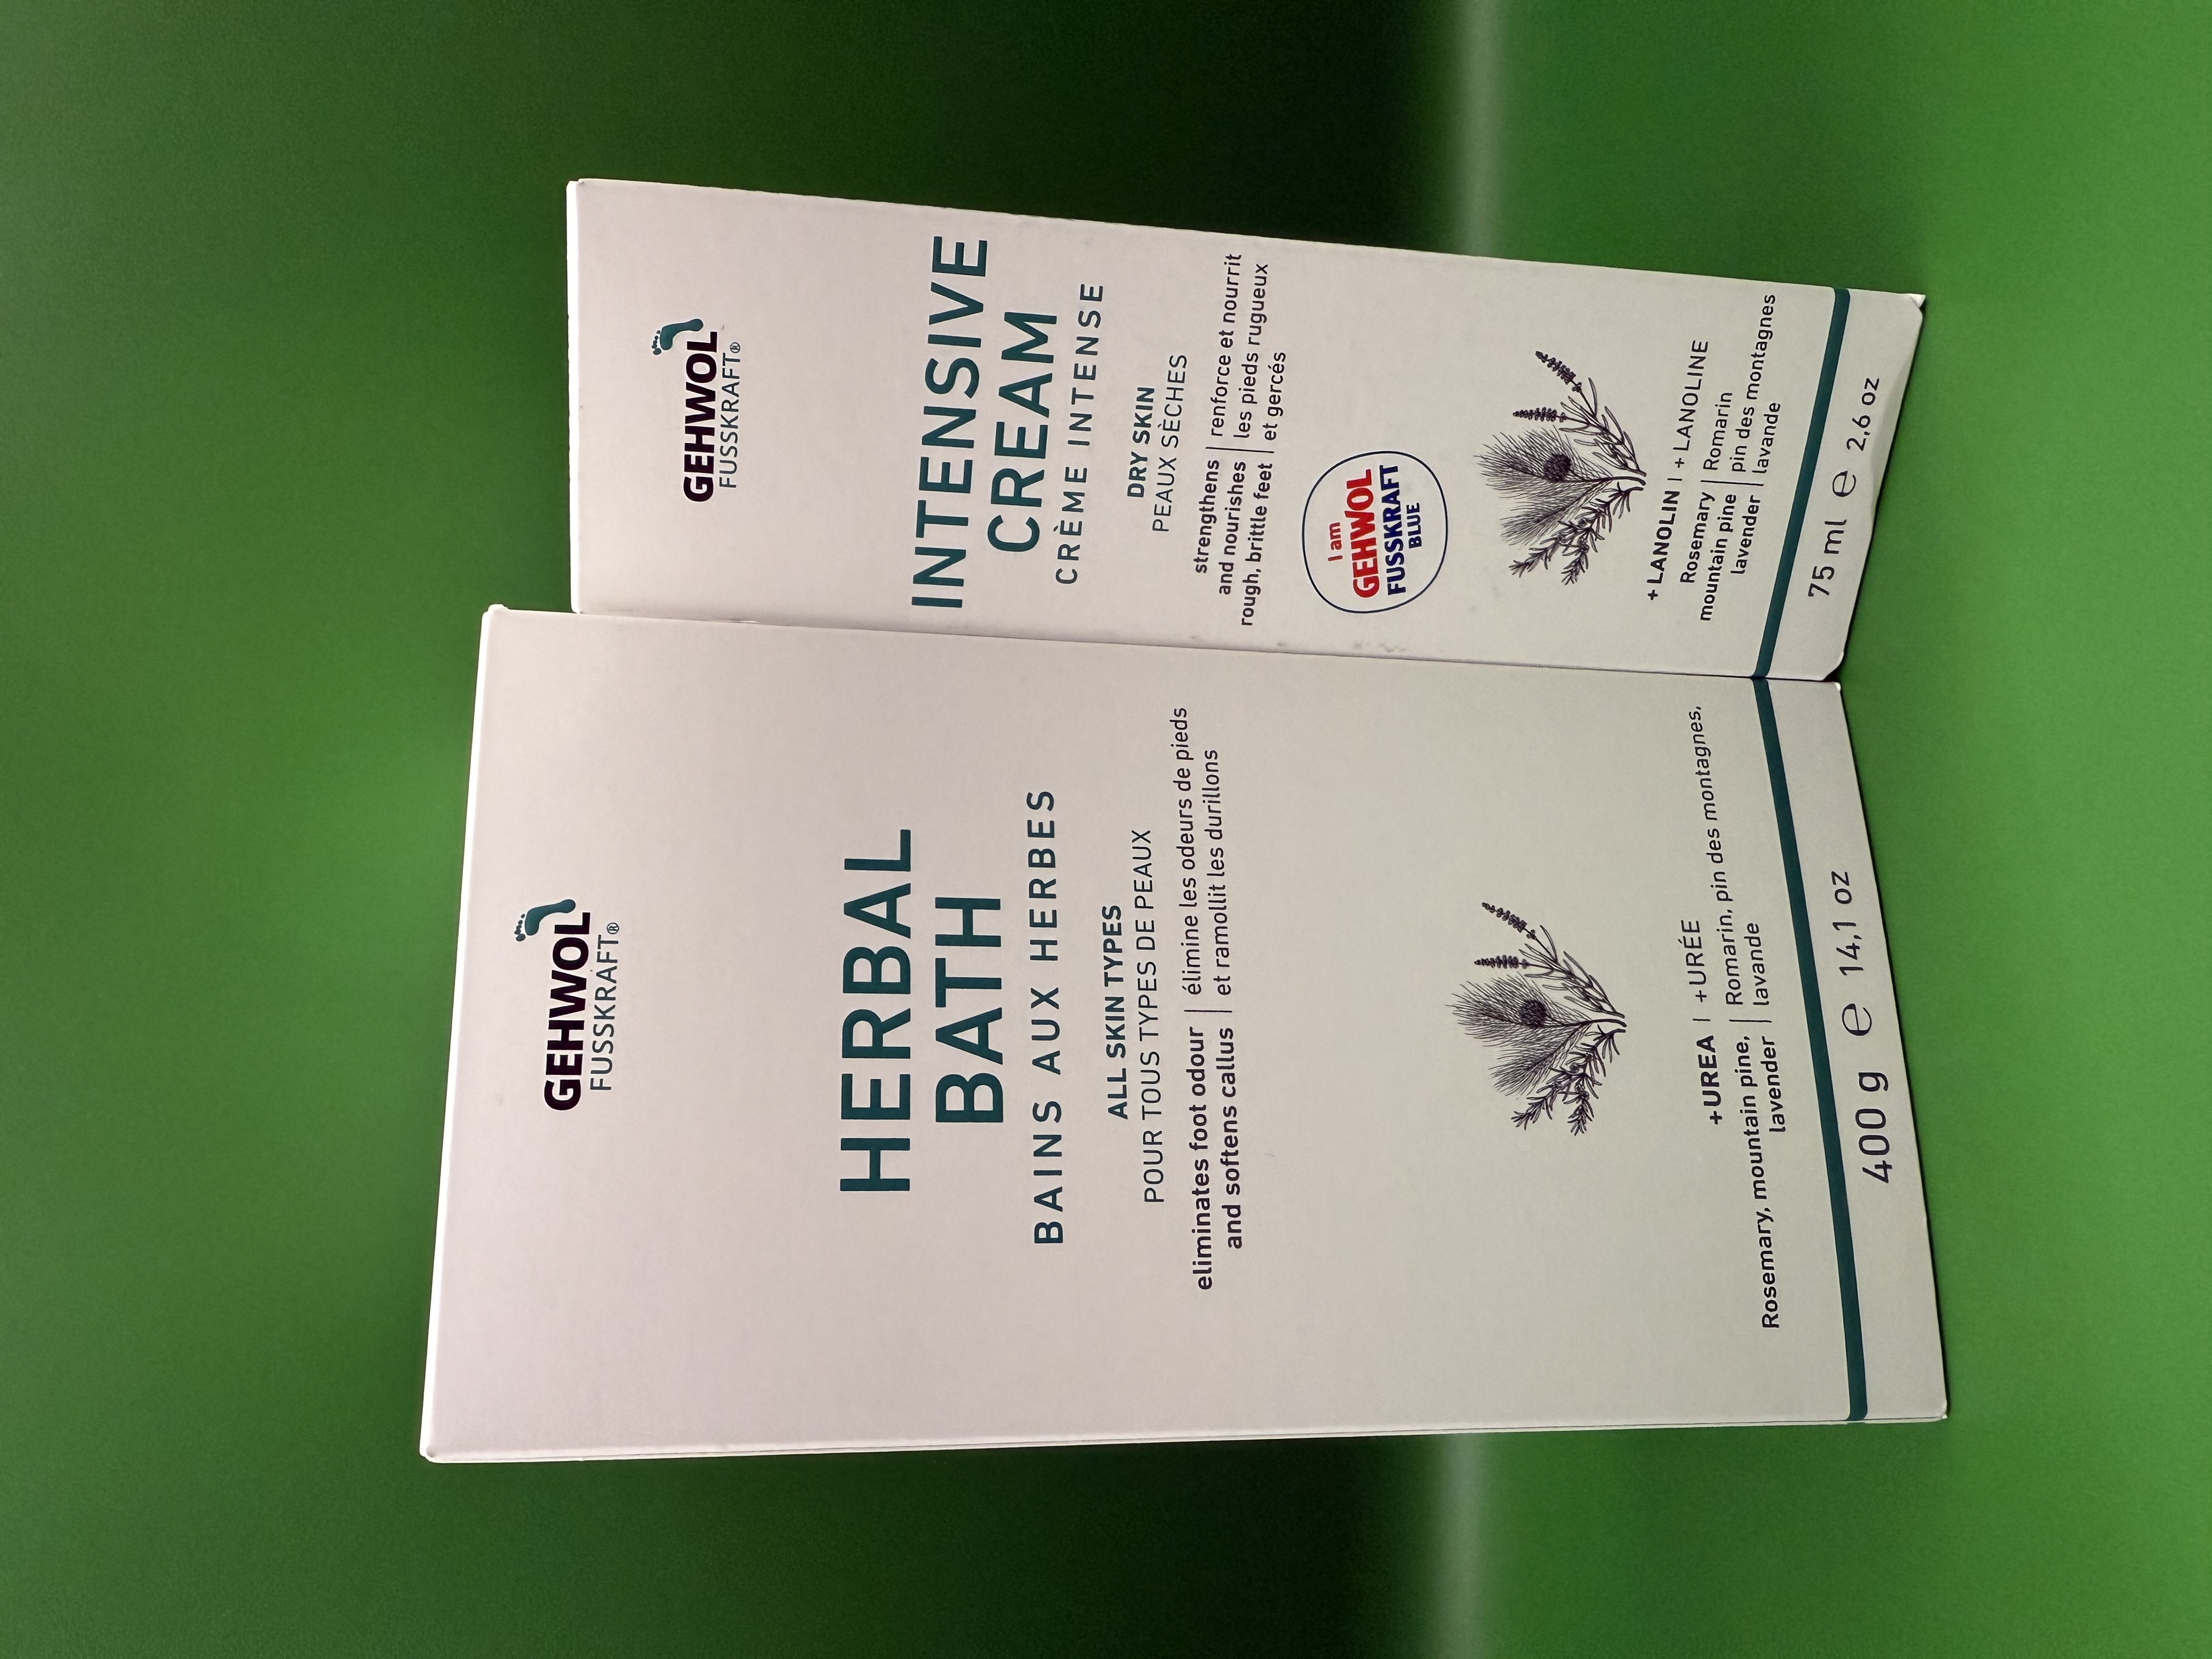 GEHWOL
FUSSKRAFT®
HERBAL
BATH
BAINS AUX HERBES
ALL SKIN TYPES
POUR TOUS TYPES DE PEAUX
eliminates foot odour | élimine les odeurs de pieds
and softens callus | et ramollit les durillons
+UREA | +URÉE
Rosemary, mountain pine, | Romarin, pin des montagnes,
lavender | lavande
400 g e 14,1 oz
GEHWOL
FUSSKRAFT®
INTENSIVE
CREAM
CRÈME INTENSE
DRY SKIN
PEAUX SÈCHES
strengthens | renforce et nourrit
and nourishes | les pieds rugueux
rough, brittle feet | et gercés
I am
GEHWOL
FUSSKRAFT
BLUE
+ LANOLIN | + LANOLINE
Rosemary | Romarin
mountain pine | pin des montagnes
lavender | lavande
75 ml e 2,6 oz